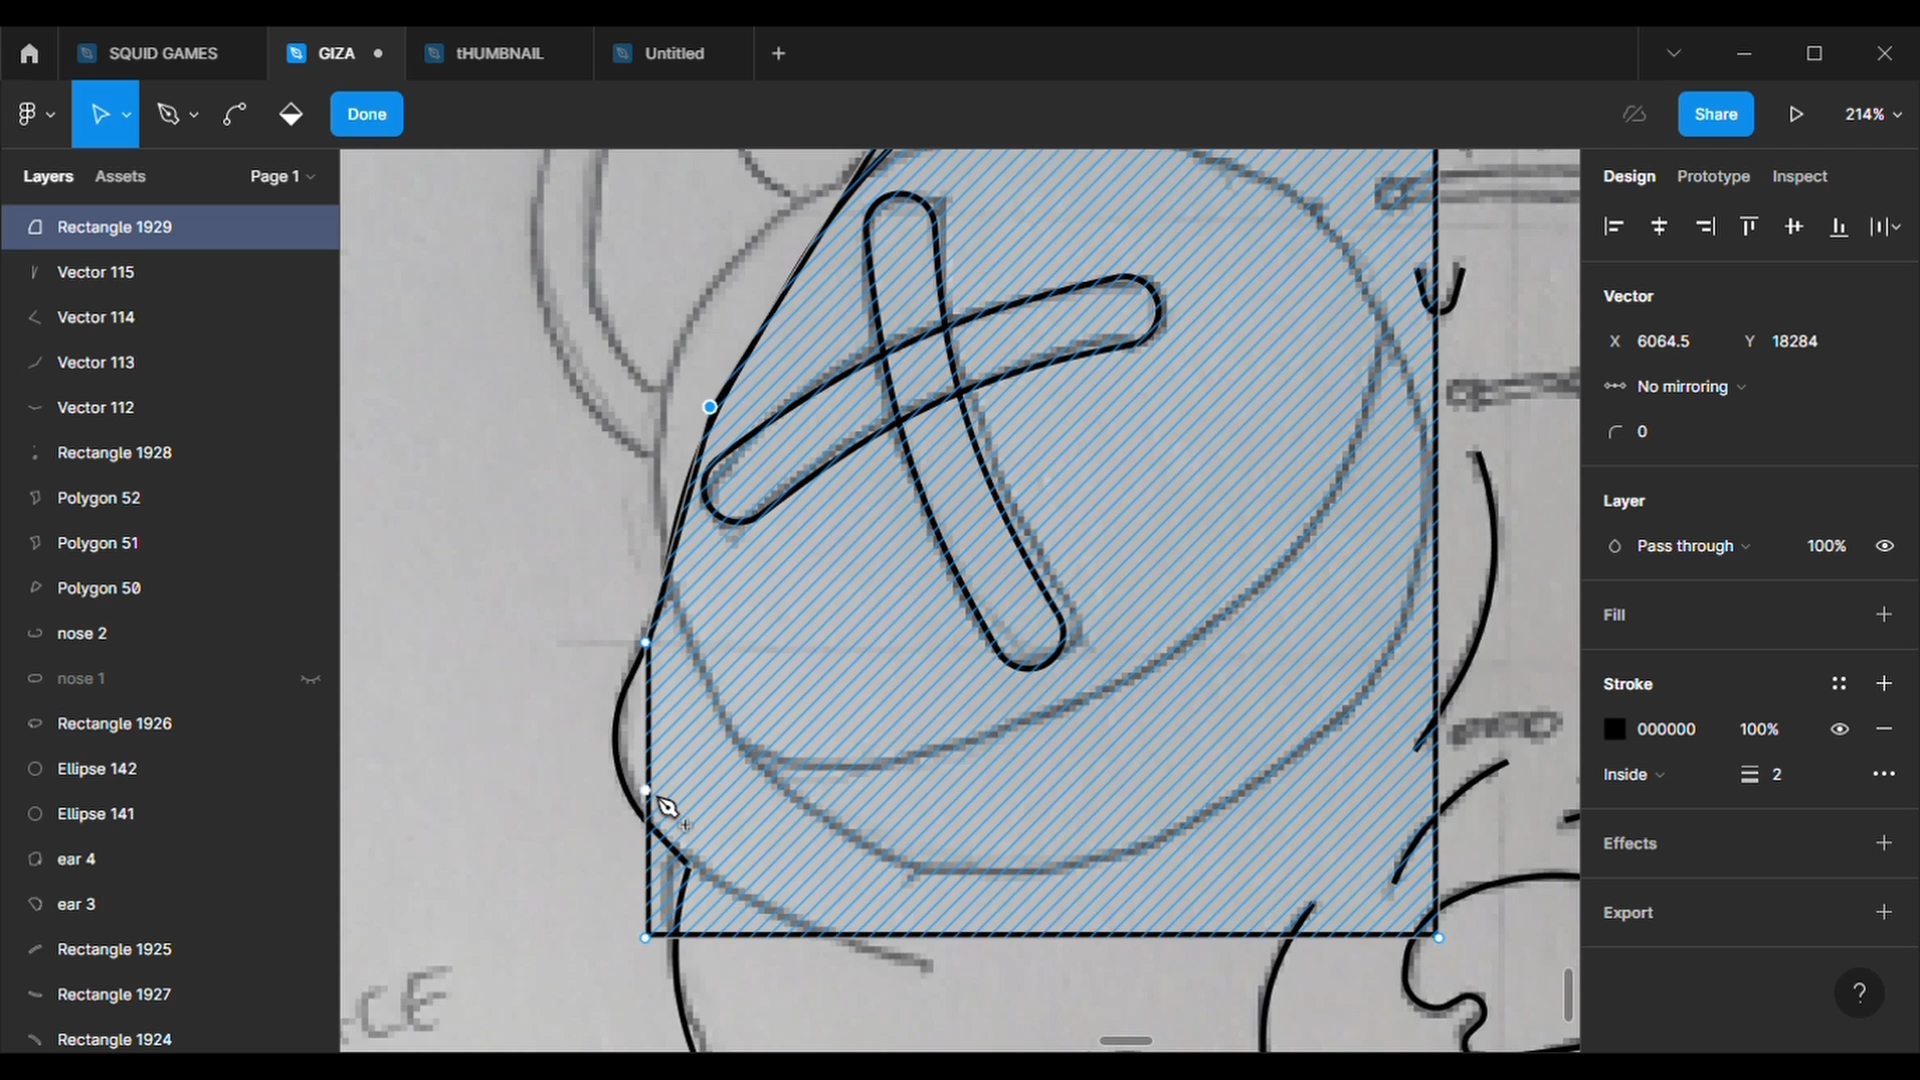 SQUID GAMES
GIZA
tHUMBNAIL
Untitled
Done
Share
214%
Layers
Assets
Page 1
Rectangle 1929
Vector 115
Vector 114
Vector 113
Vector 112
Rectangle 1928
Polygon 52
Polygon 51
Polygon 50
nose 2
nose 1
Rectangle 1926
Ellipse 142
Ellipse 141
ear 4
ear 3
Rectangle 1925
Rectangle 1927
Rectangle 1924
CE
Design
Prototype
Inspect
Vector
X 6064.5 Y 18284
No mirroring
0
Layer
Pass through 100%
Fill
Stroke
000000 100%
Inside 2
Effects
Export
?